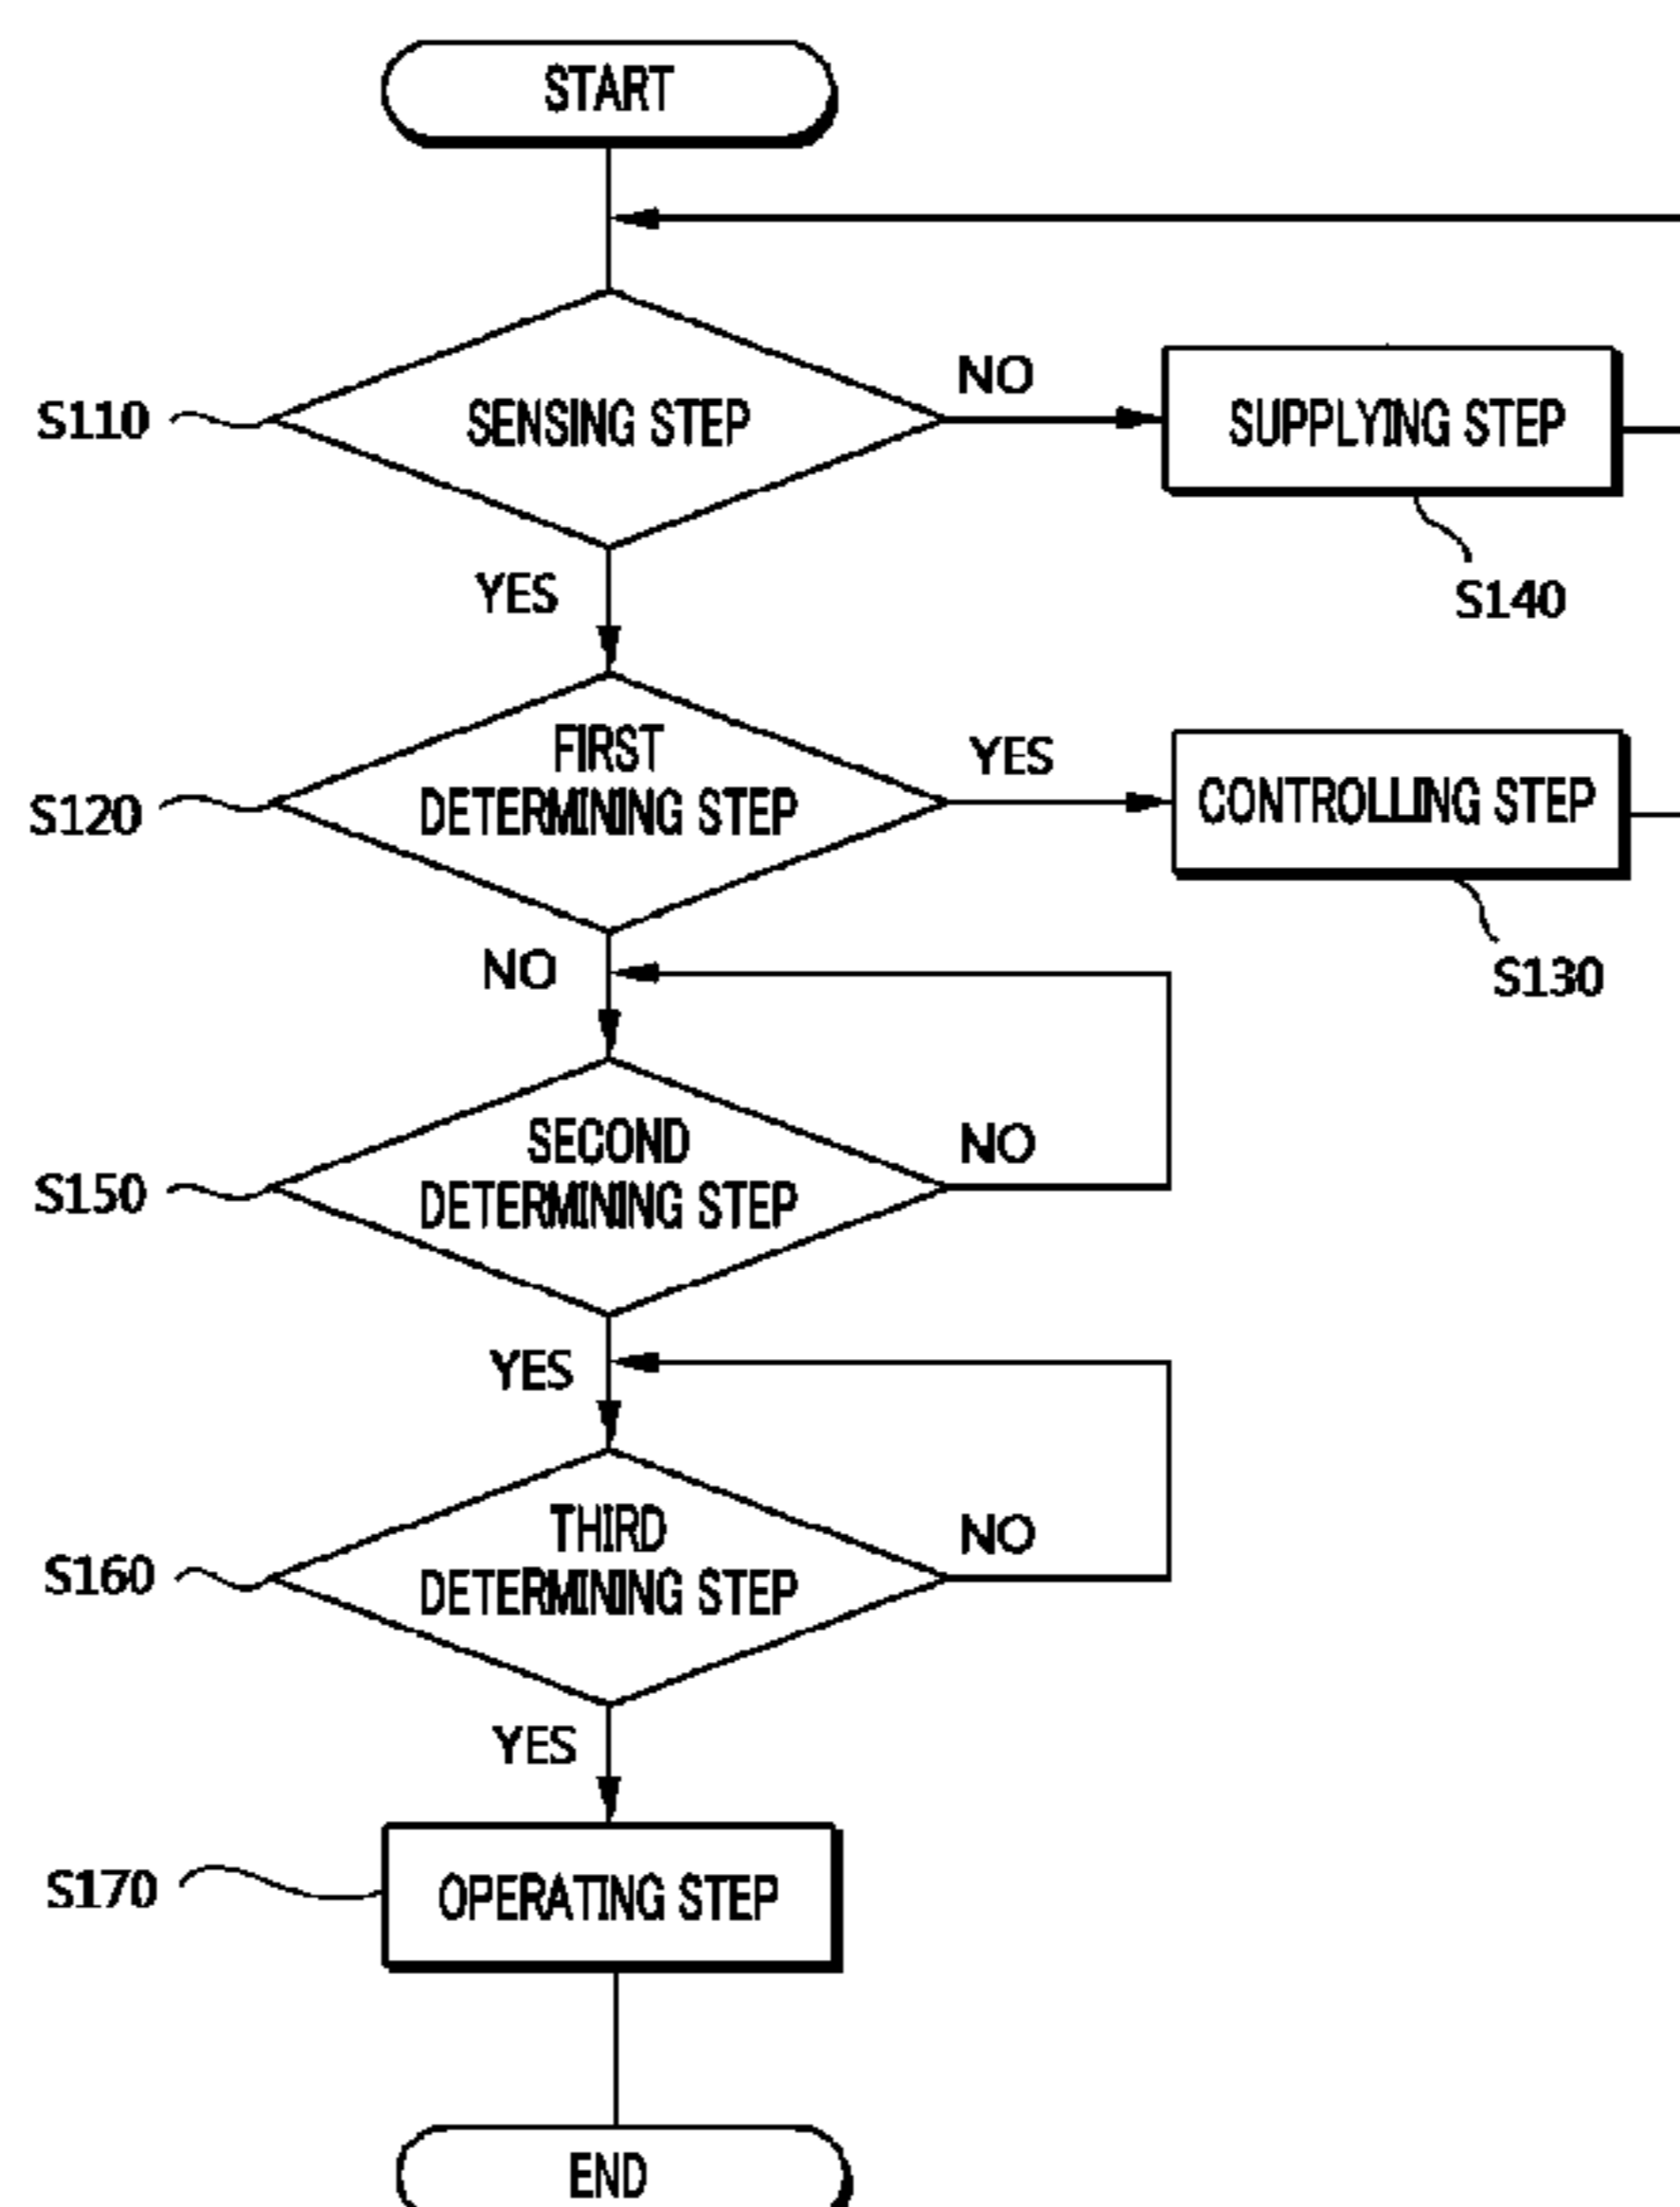 START
SENSING STEP
S110
NO
SUPPLYING STEP
S140
YES
FIRST
DETERMINING STEP
S120
YES
CONTROLLING STEP
S130
NO
SECOND
DETERMINING STEP
S150
NO
YES
THIRD
DETERMINING STEP
S160
NO
YES
OPERATING STEP
S170
END